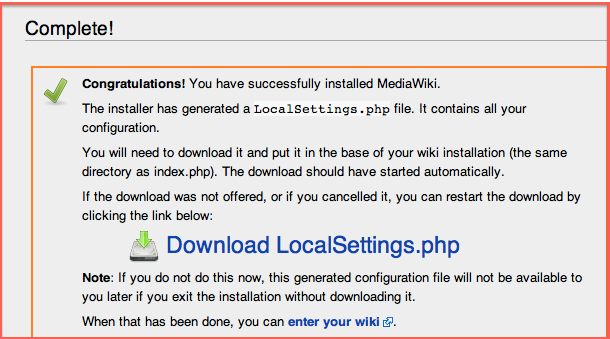 Complete!
Congratulations! You have successfully installed MediaWiki.
The installer has generated a LocalSettings.php file. It contains all your
configuration.
You will need to download it and put it in the base of your wiki installation (the same
directory as index.php). The download should have started automatically.
If the download was not offered, or if you cancelled it, you can restart the download by
clicking the link below:
Download LocalSettings.php
Note: If you do not do this now, this generated configuration file will not be available to
you later if you exit the installation without downloading it.
When that has been done, you can enter your wiki.